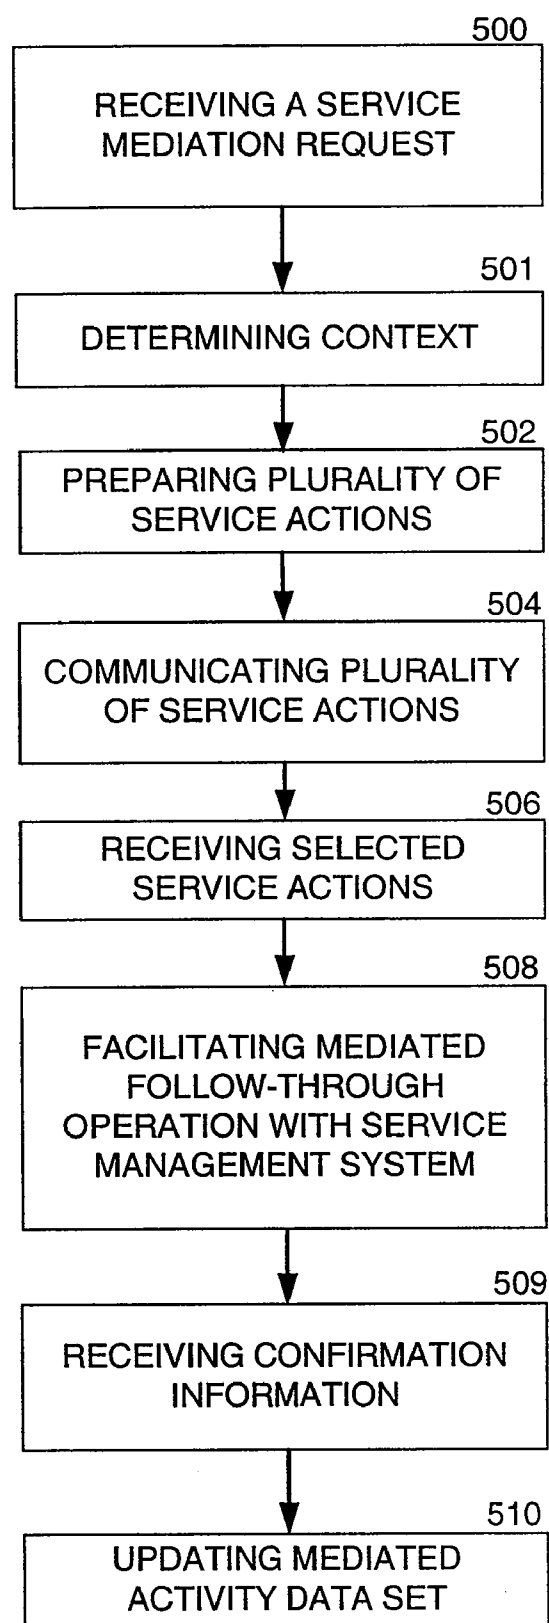 500
RECEIVING A SERVICE
MEDIATION REQUEST
501
DETERMINING CONTEXT
502
PREPARING PLURALITY OF
SERVICE ACTIONS
504
COMMUNICATING PLURALITY
OF SERVICE ACTIONS
506
RECEIVING SELECTED
SERVICE ACTIONS
508
FACILITATING MEDIATED
FOLLOW-THROUGH
OPERATION WITH SERVICE
MANAGEMENT SYSTEM
509
RECEIVING CONFIRMATION
INFORMATION
510
UPDATING MEDIATED
ACTIVITY DATA SET